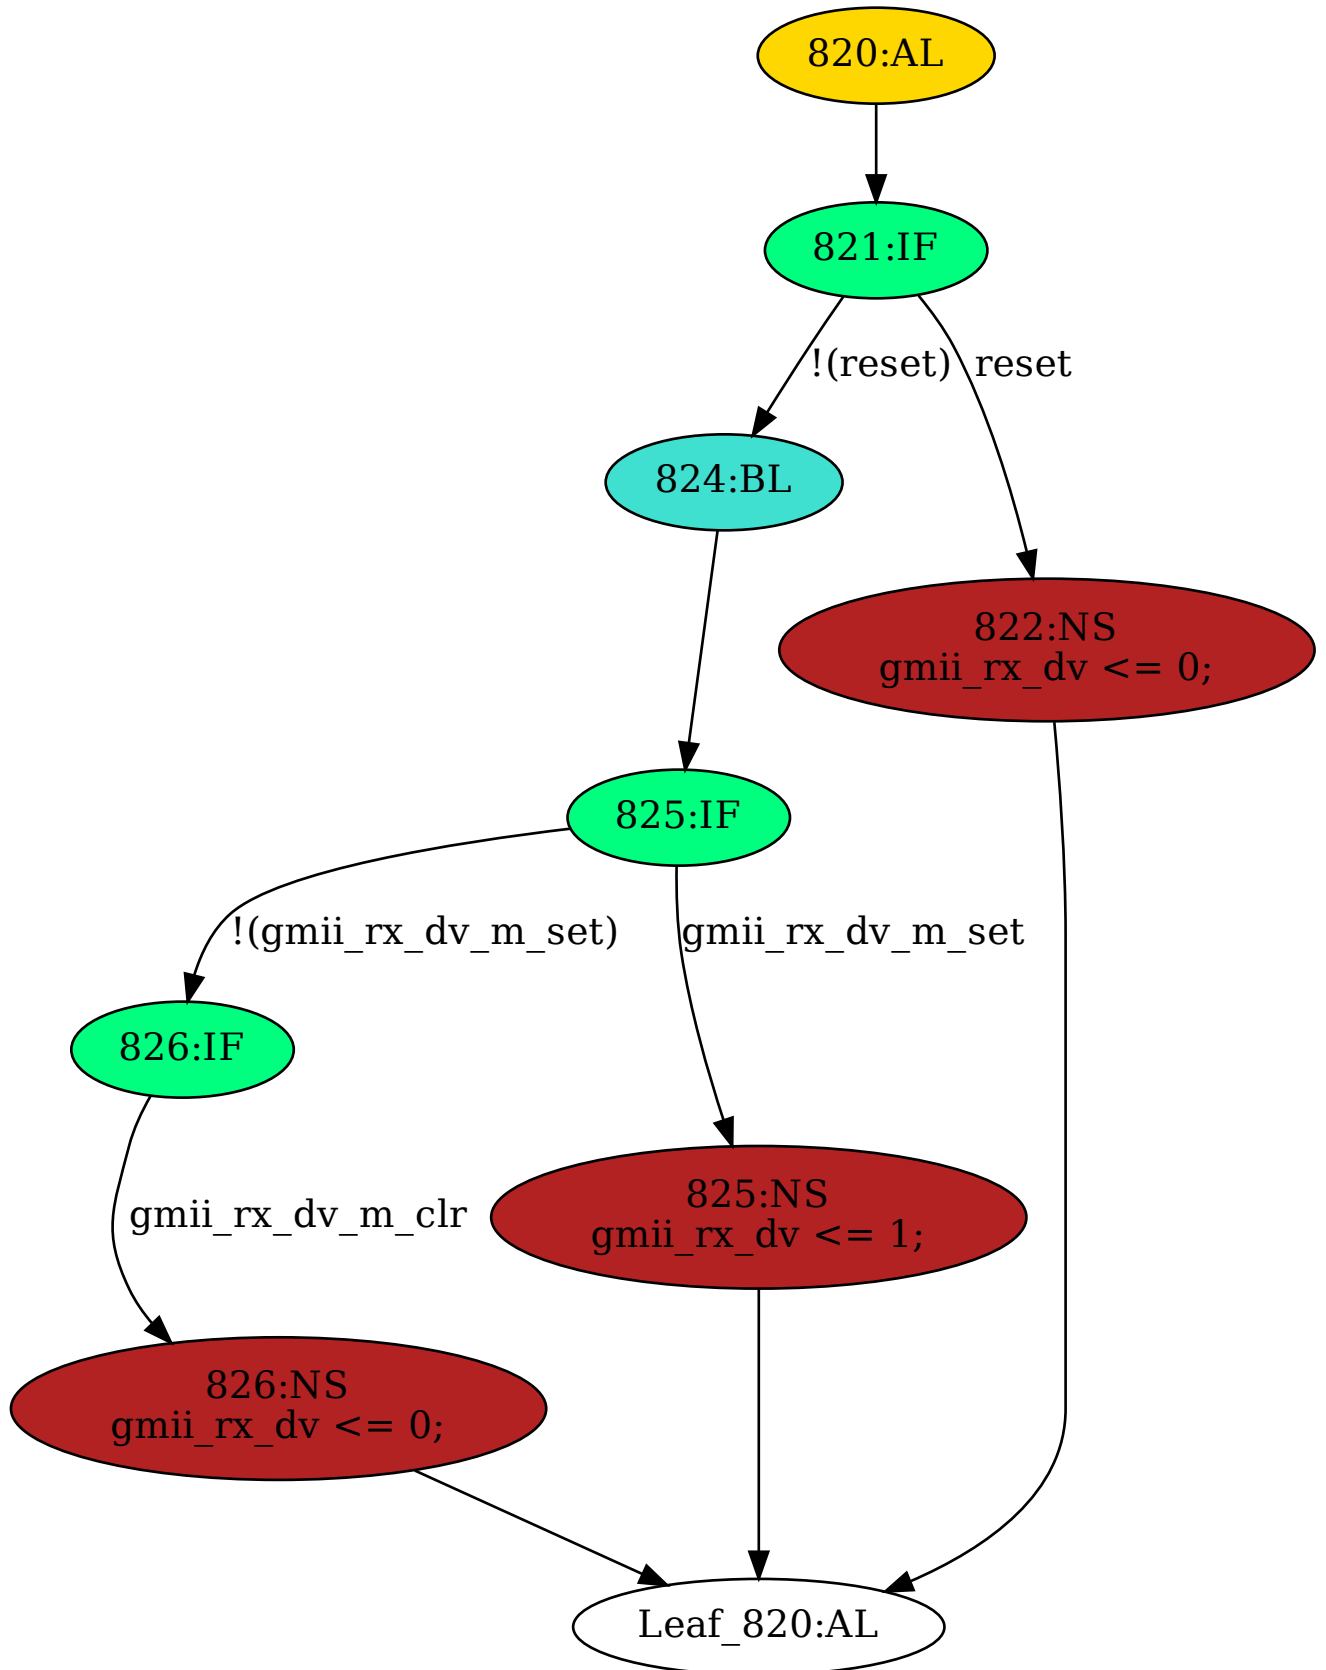 820:AL
821:IF
!(reset)
reset
824:BL
822:NS
gmii_rx_dv <= 0;
825:IF
!(gmii_rx_dv_m_set)
gmii_rx_dv_m_set
826:IF
825:NS
gmii_rx_dv <= 1;
gmii_rx_dv_m_clr
826:NS
gmii_rx_dv <= 0;
Leaf_820:AL